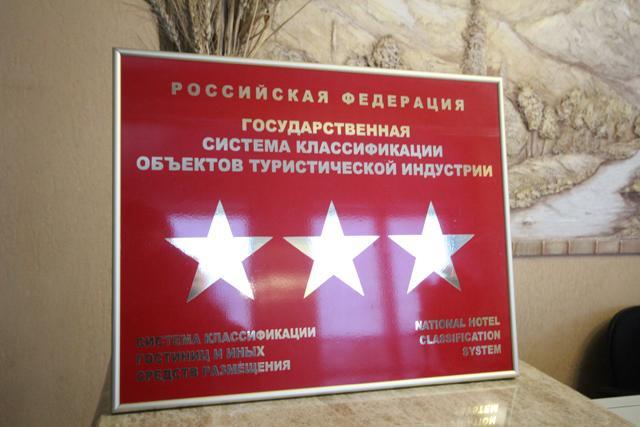 РОССИЙСКАЯ ФЕДЕРАЦИЯ
ГОСУДАРСТВЕННАЯ
СИСТЕМА КЛАССИФИКАЦИИ
ОБЪЕКТОВ ТУРИСТИЧЕСКОЙ ИНДУСТРИИ
СИСТЕМА КЛАССИФИКАЦИИ
ГОСТИНИЦ И ИНЫХ
СРЕДСТВ РАЗМЕЩЕНИЯ
NATIONAL HOTEL
CLASSIFICATION
SYSTEM